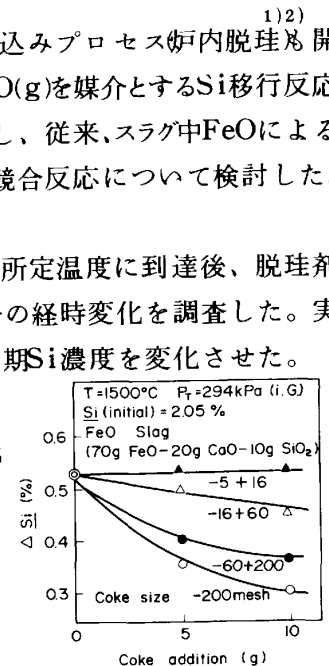 1)2)
込みプロセス(炉内脱珪)も開
O(g)を媒介とするSi移行反応
し、従来、スラグ中FeOによる
競合反応について検討した
所定温度に到達後、脱珪剤
の経時変化を調査した。実
期Si濃度を変化させた。
T=1500°C PT=294kPa (i.G)
Si (initial) = 2.05 %
FeO Slag
(70g FeO-20g CaO-10g SiO2)
0.6
-5+16
0.5
-16+60
Δ Si (%)
0.4
-60+200
0.3
Coke size -200mesh
0 5 10
Coke addition (g)